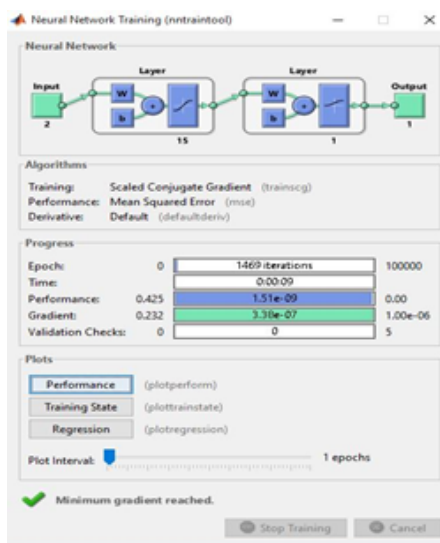 Neural Network Training (nntraintool)
Neural Network
Layer Layer
Input Output
W W
b b
2 15 1 1
Algorithms
Training: Scaled Conjugate Gradient (trainscg)
Performance: Mean Squared Error (mse)
Derivative: Default (defaultderiv)
Progress
Epoch: 0 1469 iterations 100000
Time: 0:00:09
Performance: 0.425 1.51e-09 0.00
Gradient: 0.232 3.38e-07 1.00e-06
Validation Checks: 0 0 5
Plots
Performance (plotperform)
Training State (plottrainstate)
Regression (plotregression)
Plot Interval: 1 epochs
Minimum gradient reached.
Stop Training Cancel